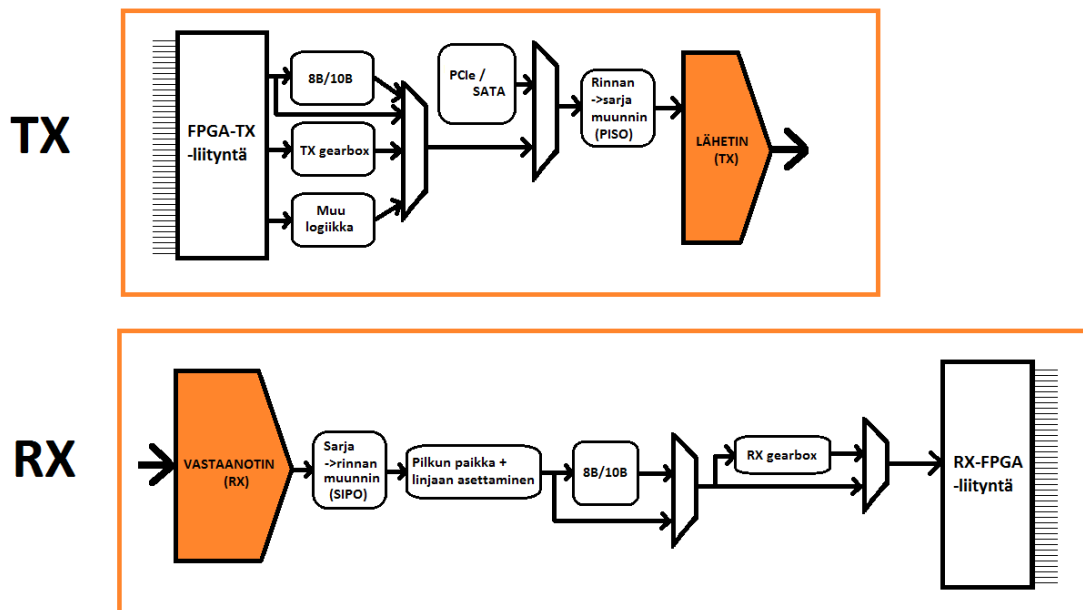 TX
FPGA-TX
-liityntä
8B/10B
TX gearbox
Muu
logiikka
PCIe /
SATA
Rinnan
->sarja
muunnin
(PISO)
LÄHETIN
(TX)
RX
VASTAANOTIN
(RX)
Sarja
->rinnan
muunnin
(SIPO)
Pilkun paikka +
linjaan asettaminen
8B/10B
RX gearbox
RX-FPGA
-liityntä